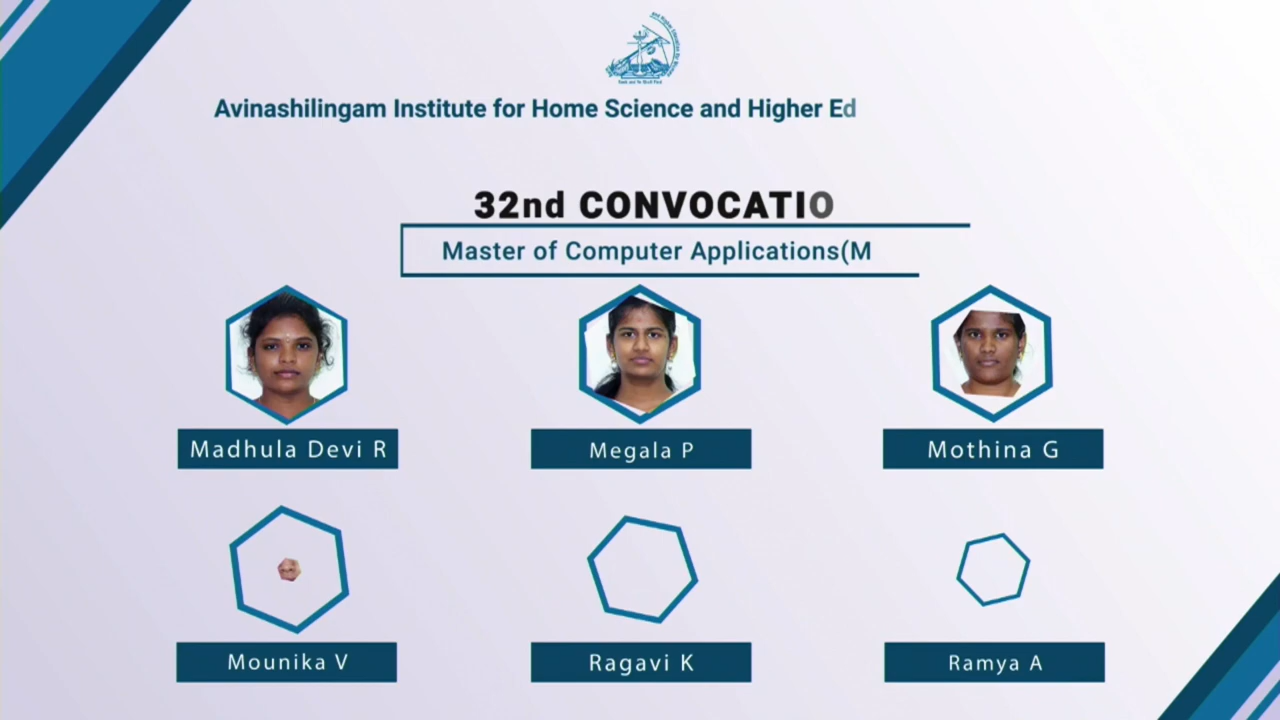 Avinashilingam Institute for Home Science and Higher Ed
32nd CONVOCATIO
Master of Computer Applications(M
Madhula Devi R
Megala P
Mothina G
Mounika V
Ragavi K
Ramya A